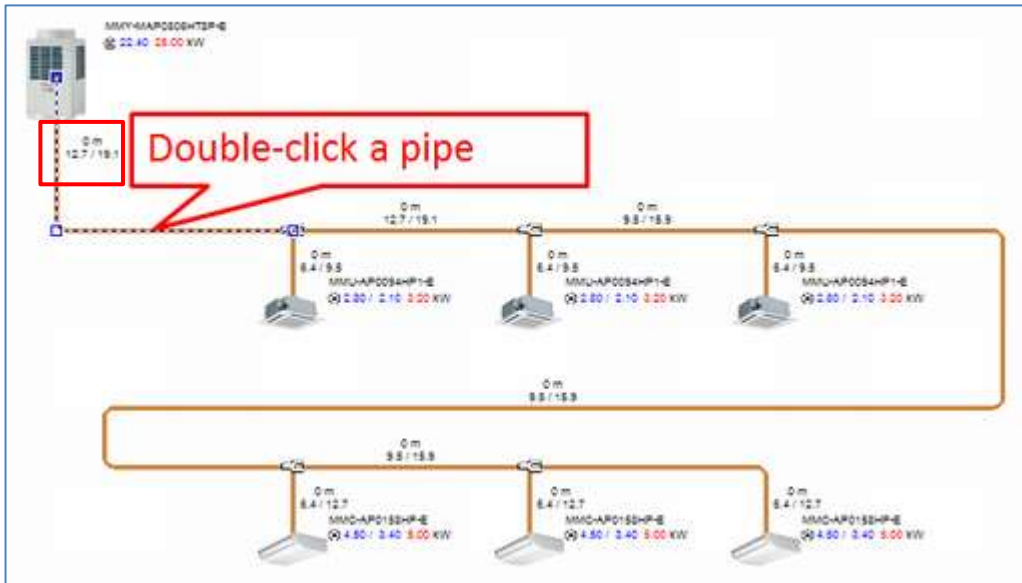 MMY-MAP0806HT8P-E
22.40 25.00 kW
0 m
12.7 / 19.1
Double-click a pipe
0 m
12.7 / 19.1
0 m
9.5 / 15.9
0 m
6.4 / 9.5
MMU-AP0094HP1-E
2.80 / 2.10 3.20 kW
0 m
6.4 / 9.5
MMU-AP0094HP1-E
2.80 / 2.10 3.20 kW
0 m
6.4 / 9.5
MMU-AP0094HP1-E
2.80 / 2.10 3.20 kW
0 m
9.5 / 15.9
0 m
9.5 / 15.9
0 m
6.4 / 12.7
MMC-AP0158HP-E
4.50 / 3.40 5.00 kW
0 m
6.4 / 12.7
MMC-AP0158HP-E
4.50 / 3.40 5.00 kW
0 m
6.4 / 12.7
MMC-AP0158HP-E
4.50 / 3.40 5.00 kW